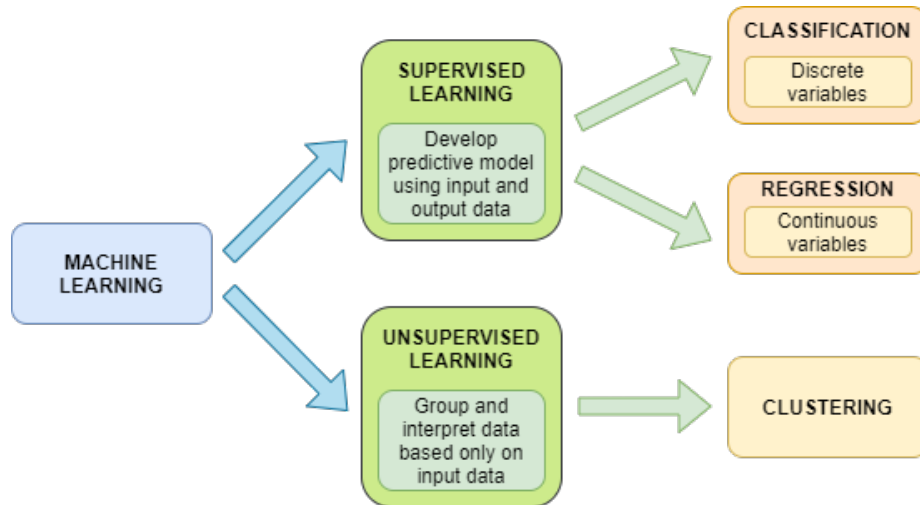 MACHINE
LEARNING
SUPERVISED
LEARNING
Develop
predictive model
using input and
output data
UNSUPERVISED
LEARNING
Group and
interpret data
based only on
input data
CLASSIFICATION
Discrete
variables
REGRESSION
Continuous
variables
CLUSTERING